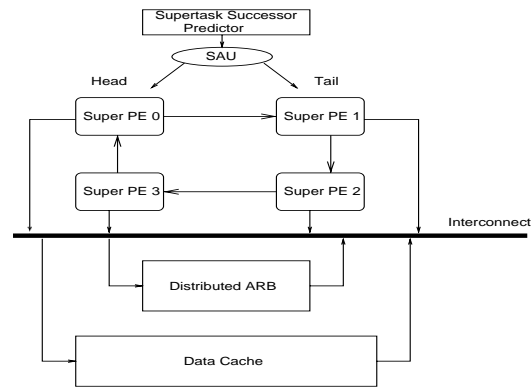 Supertask Successor
Predictor
SAU
Head
Tail
Super PE 0
Super PE 1
Super PE 3
Super PE 2
Interconnect
Distributed ARB
Data Cache